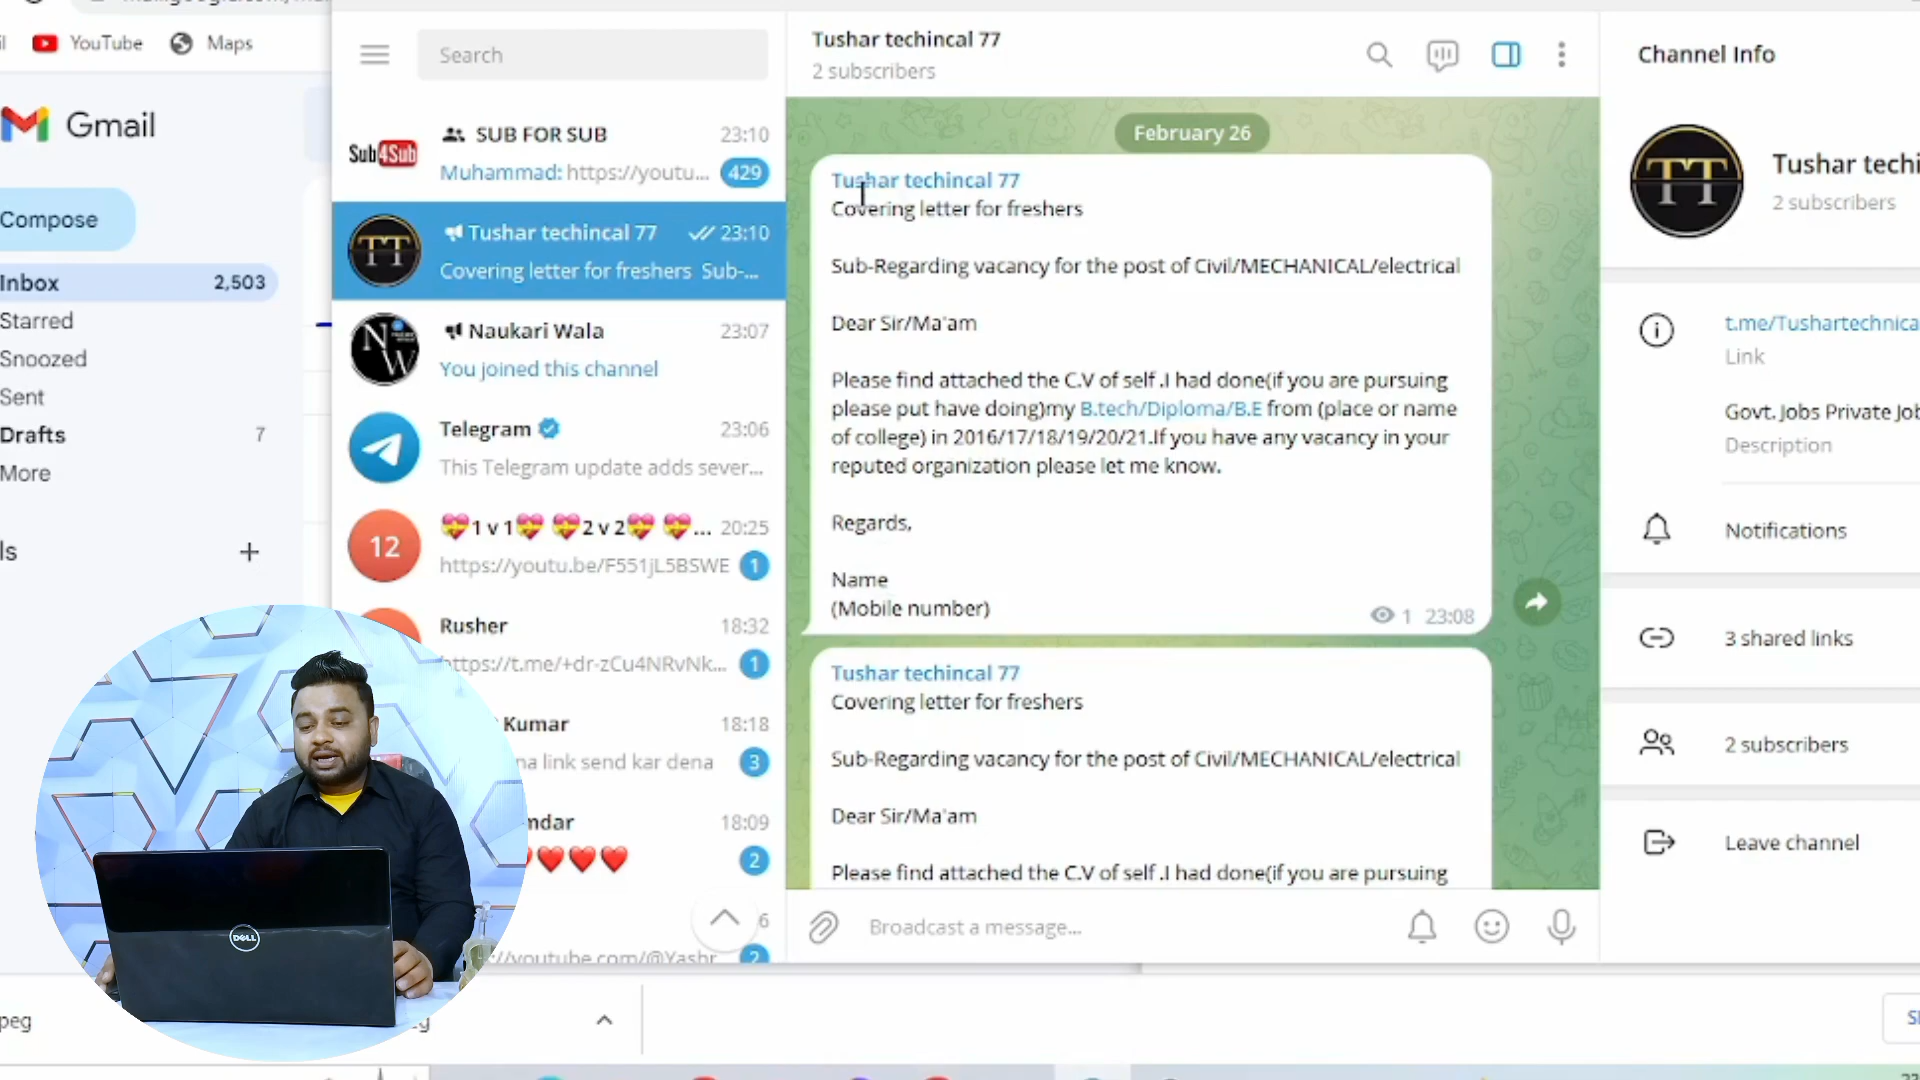 YouTube
Maps
Gmail
Compose
Inbox 2,503
Starred
Snoozed
Sent
Drafts 7
More
ls
Search
Sub4Sub
SUB FOR SUB 23:10
Muhammad: https://youtu... 429
TT
Tushar techincal 77 23:10
Covering letter for freshers Sub-...
NW
Naukari Wala 23:07
You joined this channel
Telegram 23:06
This Telegram update adds sever...
12
💝1 v 1💝 💝2 v 2💝 💝... 20:25
https://youtu.be/F551jL5BSWE 1
Rusher 18:32
https://t.me/+dr-zCu4NRvNk... 1
Kumar 18:18
na link send kar dena 3
mdar 18:09
❤️❤️❤️ 2
6
://youtube.com/@Yashr 2
Tushar techincal 77
2 subscribers
February 26
Tushar techincal 77
Covering letter for freshers
Sub-Regarding vacancy for the post of Civil/MECHANICAL/electrical
Dear Sir/Ma'am
Please find attached the C.V of self .I had done(if you are pursuing
please put have doing)my B.tech/Diploma/B.E from (place or name
of college) in 2016/17/18/19/20/21.If you have any vacancy in your
reputed organization please let me know.
Regards,
Name
(Mobile number)
1 23:08
Tushar techincal 77
Covering letter for freshers
Sub-Regarding vacancy for the post of Civil/MECHANICAL/electrical
Dear Sir/Ma'am
Please find attached the C.V of self .I had done(if you are pursuing
Broadcast a message...
Channel Info
TT
Tushar techi
2 subscribers
t.me/Tushartechnica
Link
Govt. Jobs Private Job
Description
Notifications
3 shared links
2 subscribers
Leave channel
DELL
peg